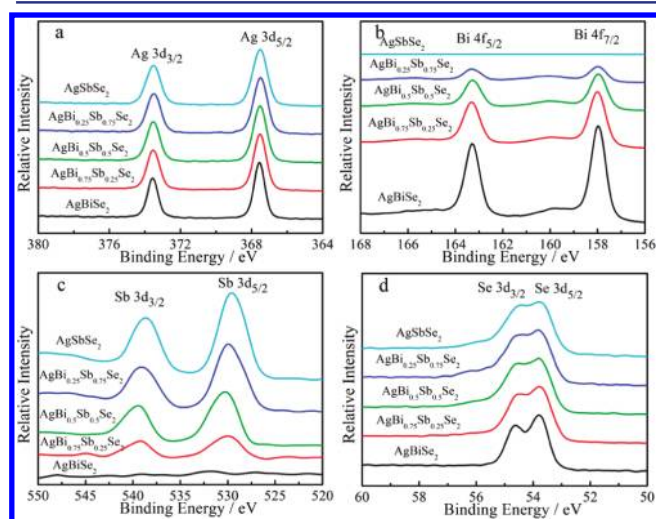 a
Ag 3d3/2
Ag 3d5/2
AgSbSe2
AgBi0.25Sb0.75Se2
AgBi0.5Sb0.5Se2
AgBi0.75Sb0.25Se2
AgBiSe2
Relative Intensity
380 376 372 368 364
Binding Energy / eV
b
Bi 4f5/2
Bi 4f7/2
AgSbSe2
AgBi0.25Sb0.75Se2
AgBi0.5Sb0.5Se2
AgBi0.75Sb0.25Se2
AgBiSe2
Relative Intensity
168 166 164 162 160 158 156
Binding Energy / eV
c
Sb 3d3/2
Sb 3d5/2
AgSbSe2
AgBi0.25Sb0.75Se2
AgBi0.5Sb0.5Se2
AgBi0.75Sb0.25Se2
AgBiSe2
Relative Intensity
550 545 540 535 530 525 520
Binding Energy / eV
d
Se 3d3/2 Se 3d5/2
AgSbSe2
AgBi0.25Sb0.75Se2
AgBi0.5Sb0.5Se2
AgBi0.75Sb0.25Se2
AgBiSe2
Relative Intensity
60 58 56 54 52 50
Binding Energy / eV